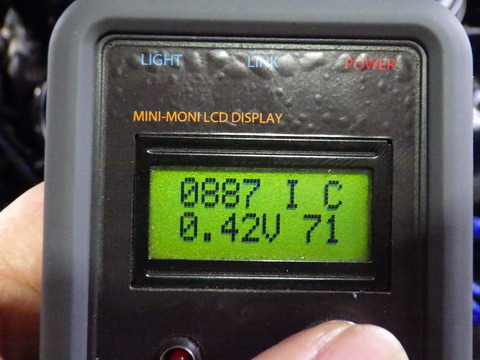 LIGHT LINK POWER
MINI-MONI LCD DISPLAY
0887 I C
0.42V 71